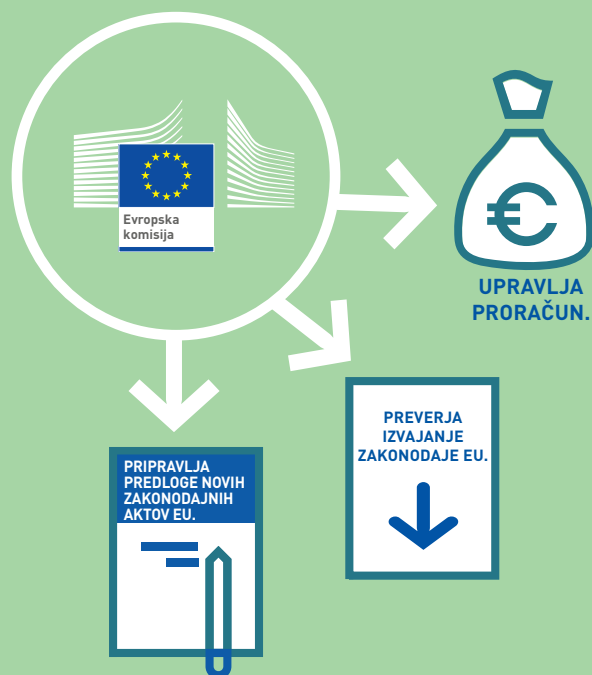 Evropska
komisija
UPRAVLJA
PRORAČUN.
PREVERJA
IZVAJANJE
ZAKONODAJE EU.
PRIPRAVLJA
PREDLOGE NOVIH
ZAKONODAJNIH
AKTOV EU.